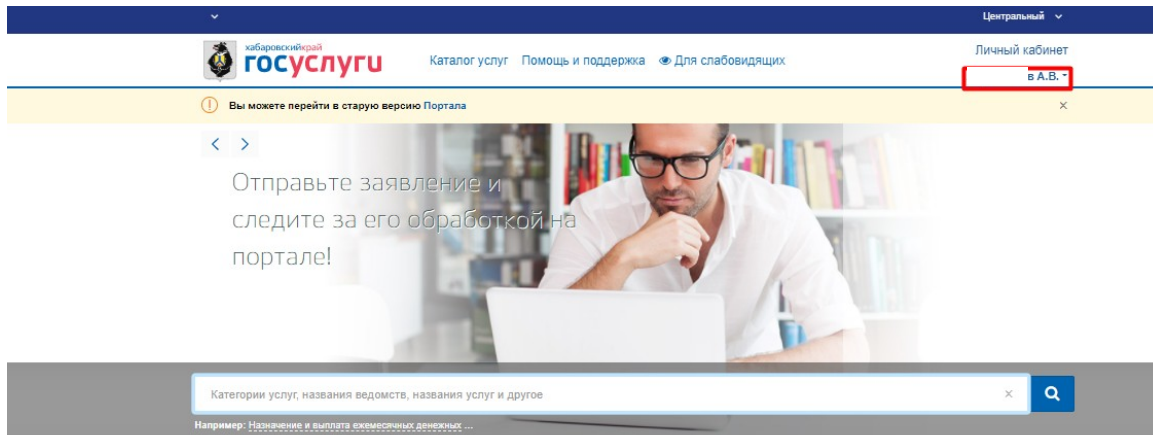 Центральный
хабаровскийкрай
госуслуги
Каталог услуг Помощь и поддержка Для слабовидящих
Личный кабинет
в А.В.
Вы можете перейти в старую версию Портала
Отправьте заявление и
следите за его обработкой на
портале!
Категории услуг, названия ведомств, названия услуг и другое
Например: Назначение и выплата ежемесячных денежных ...